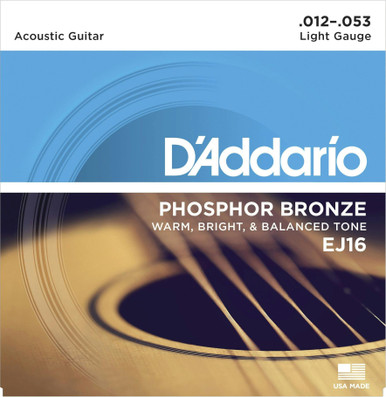 .012–.053
Acoustic Guitar Light Gauge
D'Addario
PHOSPHOR BRONZE
WARM, BRIGHT, & BALANCED TONE
EJ16
USA MADE